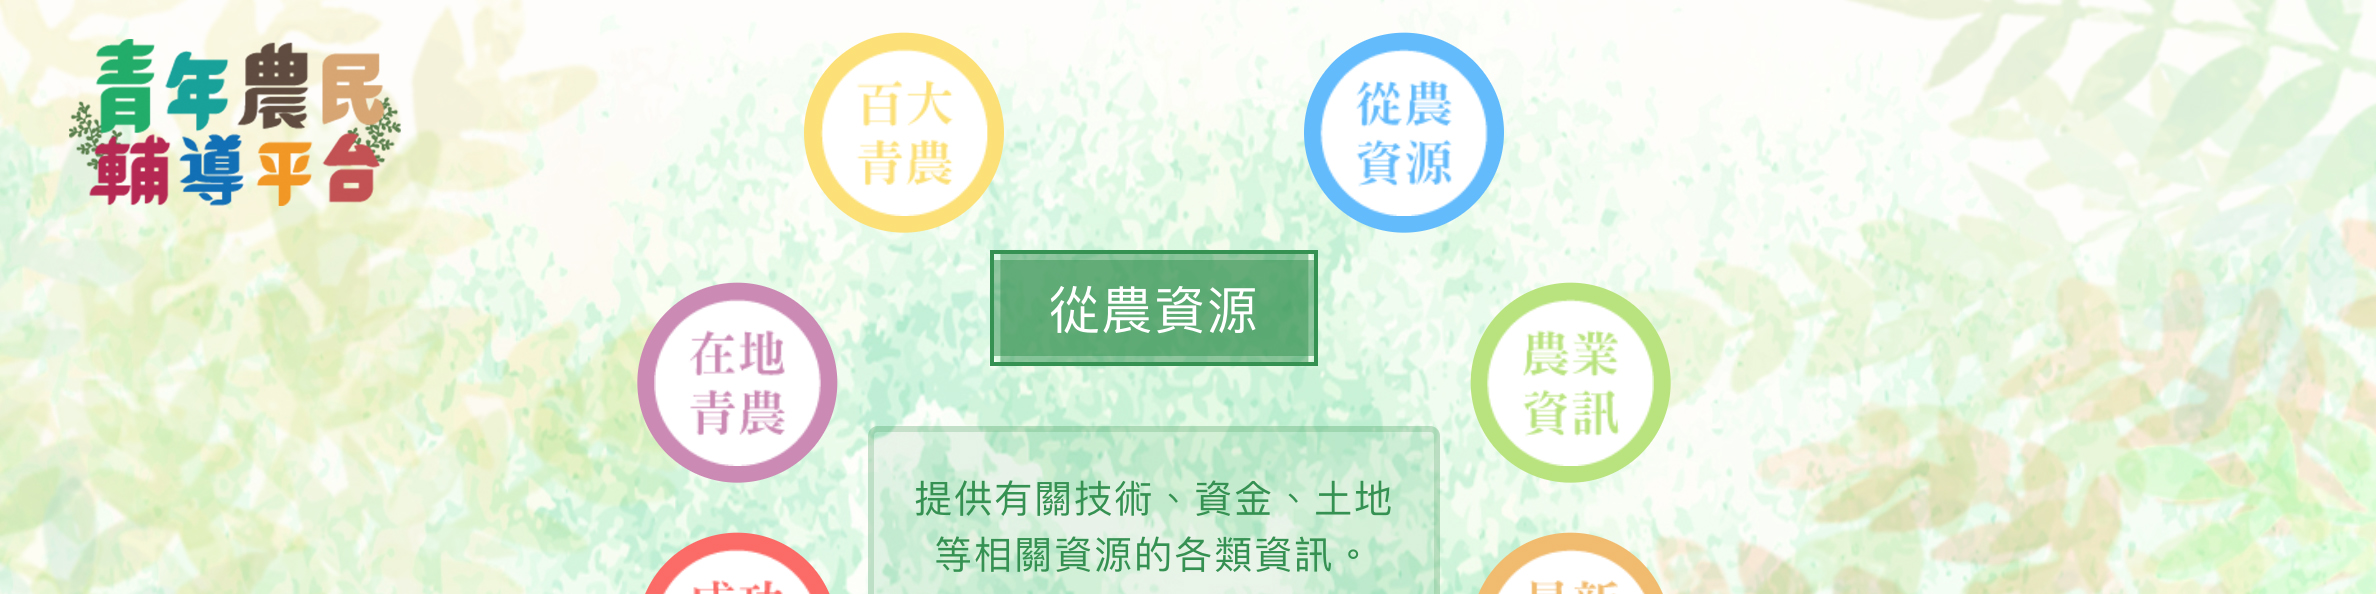 青年農民
輔導平台
百大
青農
從農
資源
從農資源
在地
青農
農業
資訊
提供有關技術、資金、土地
等相關資源的各類資訊。